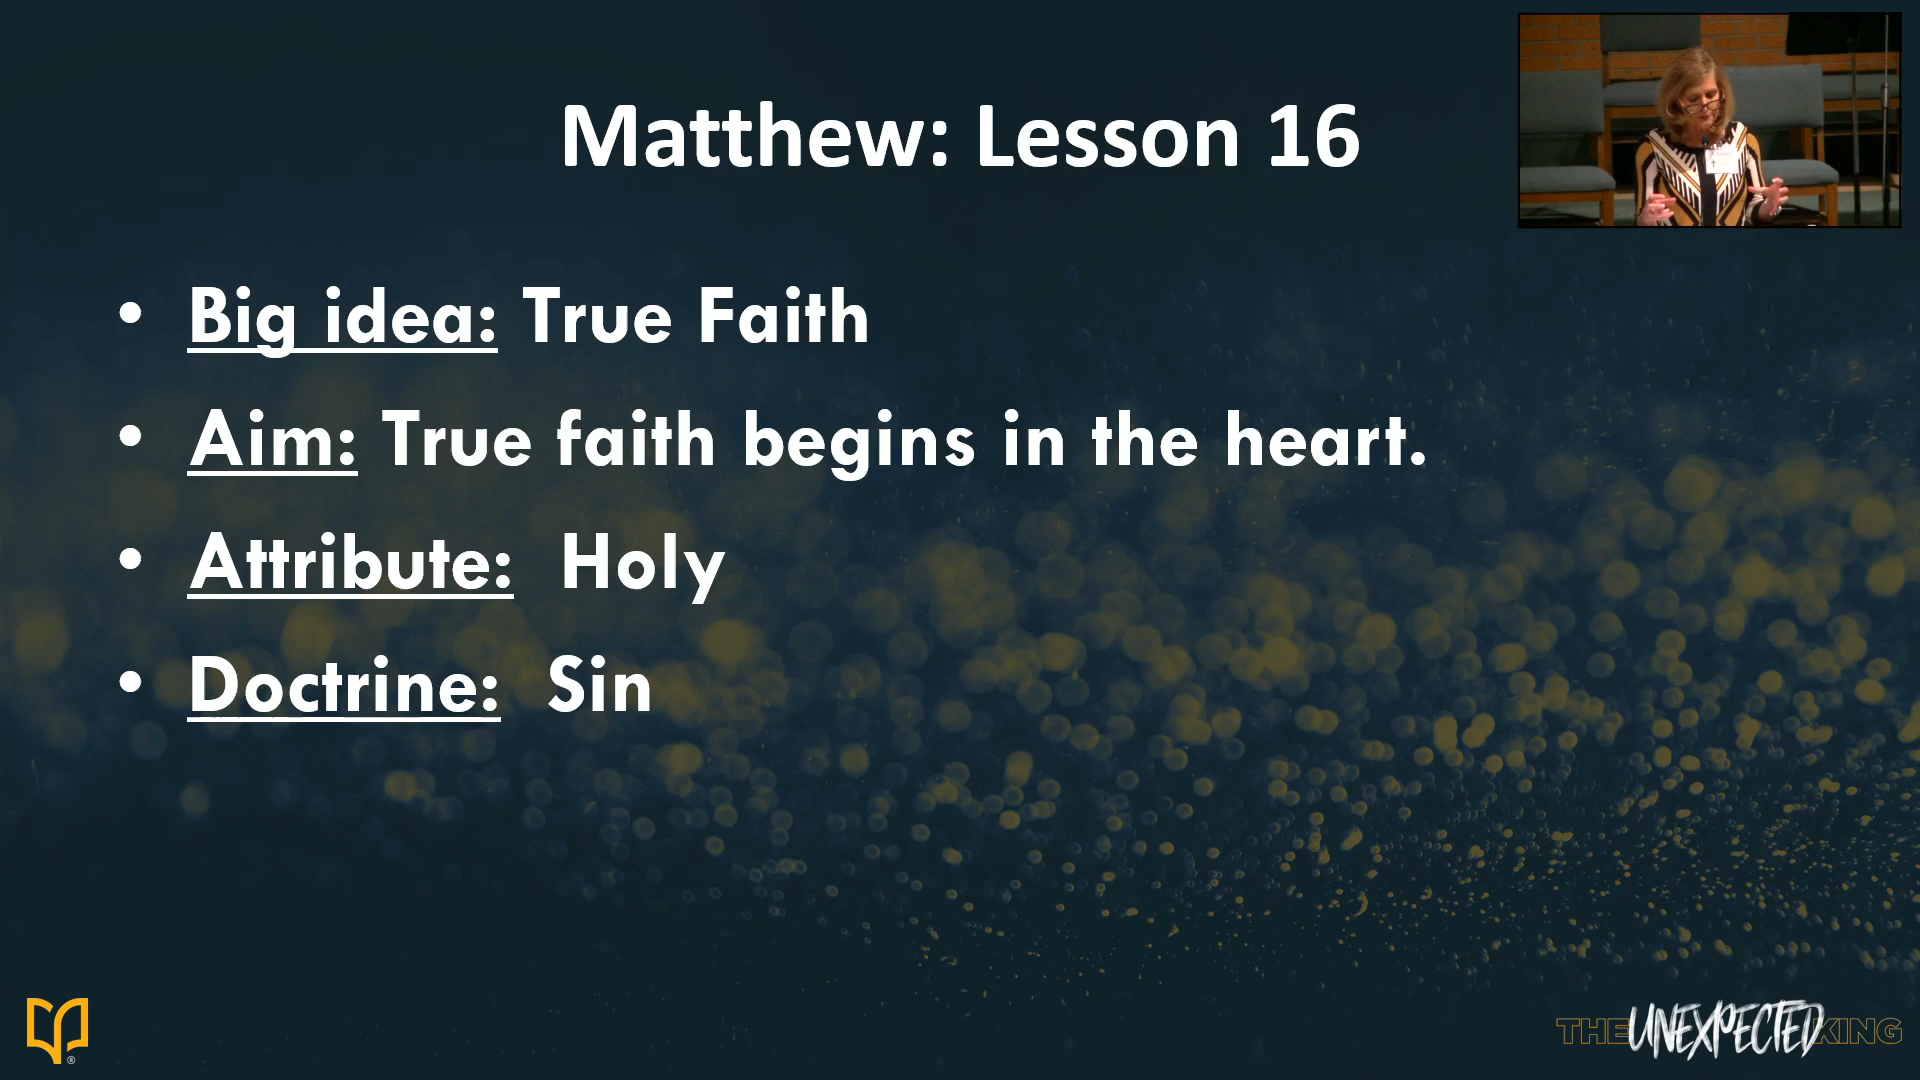 Matthew: Lesson 16
• Big idea: True Faith
• Aim: True faith begins in the heart.
• Attribute:  Holy
• Doctrine:  Sin
®
THE UNEXPECTED KING